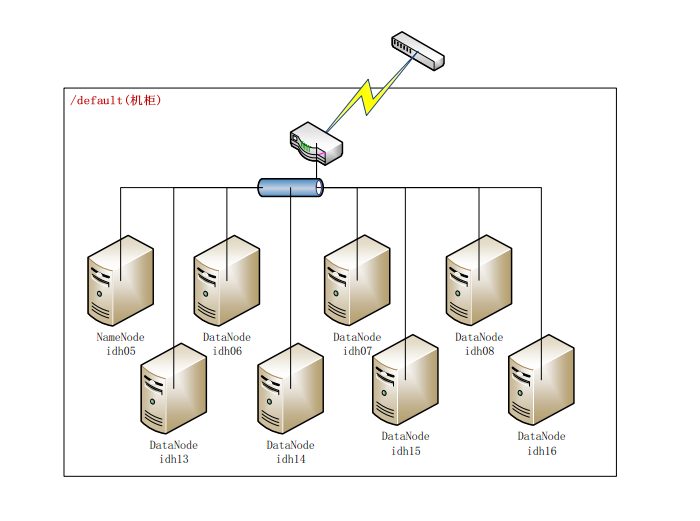 /default(机柜)
NameNode
idh05
DataNode
idh06
DataNode
idh07
DataNode
idh08
DataNode
idh13
DataNode
idh14
DataNode
idh15
DataNode
idh16